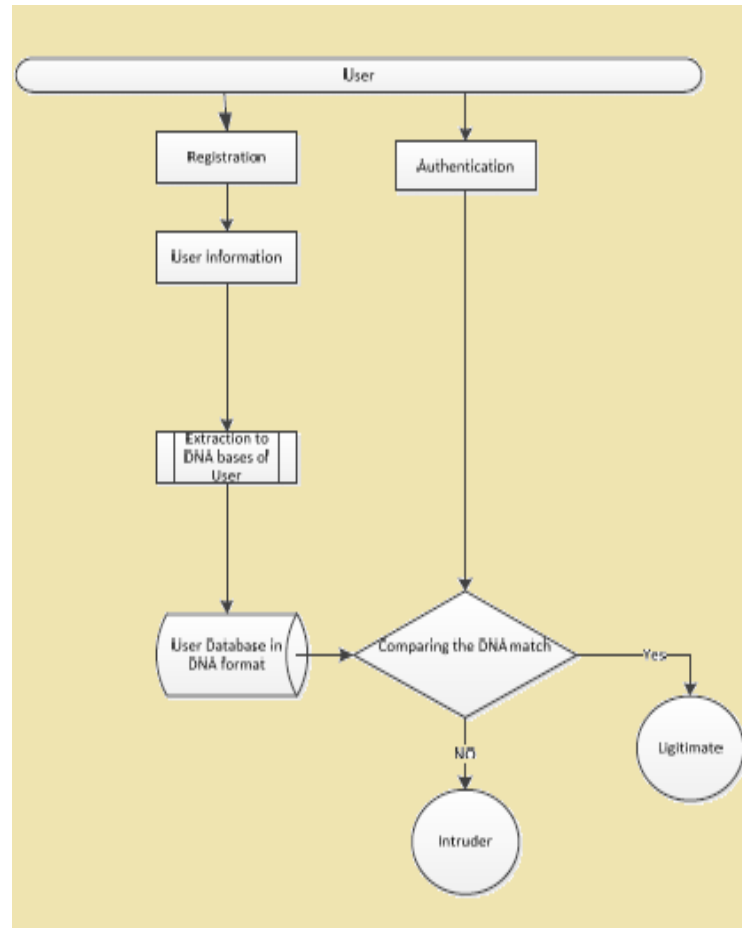 User
Registration
Authentication
User Information
Extraction to
DNA bases of
User
User Database in
DNA format
Comparing the DNA match
Yes
Ligitimate
NO
Intruder